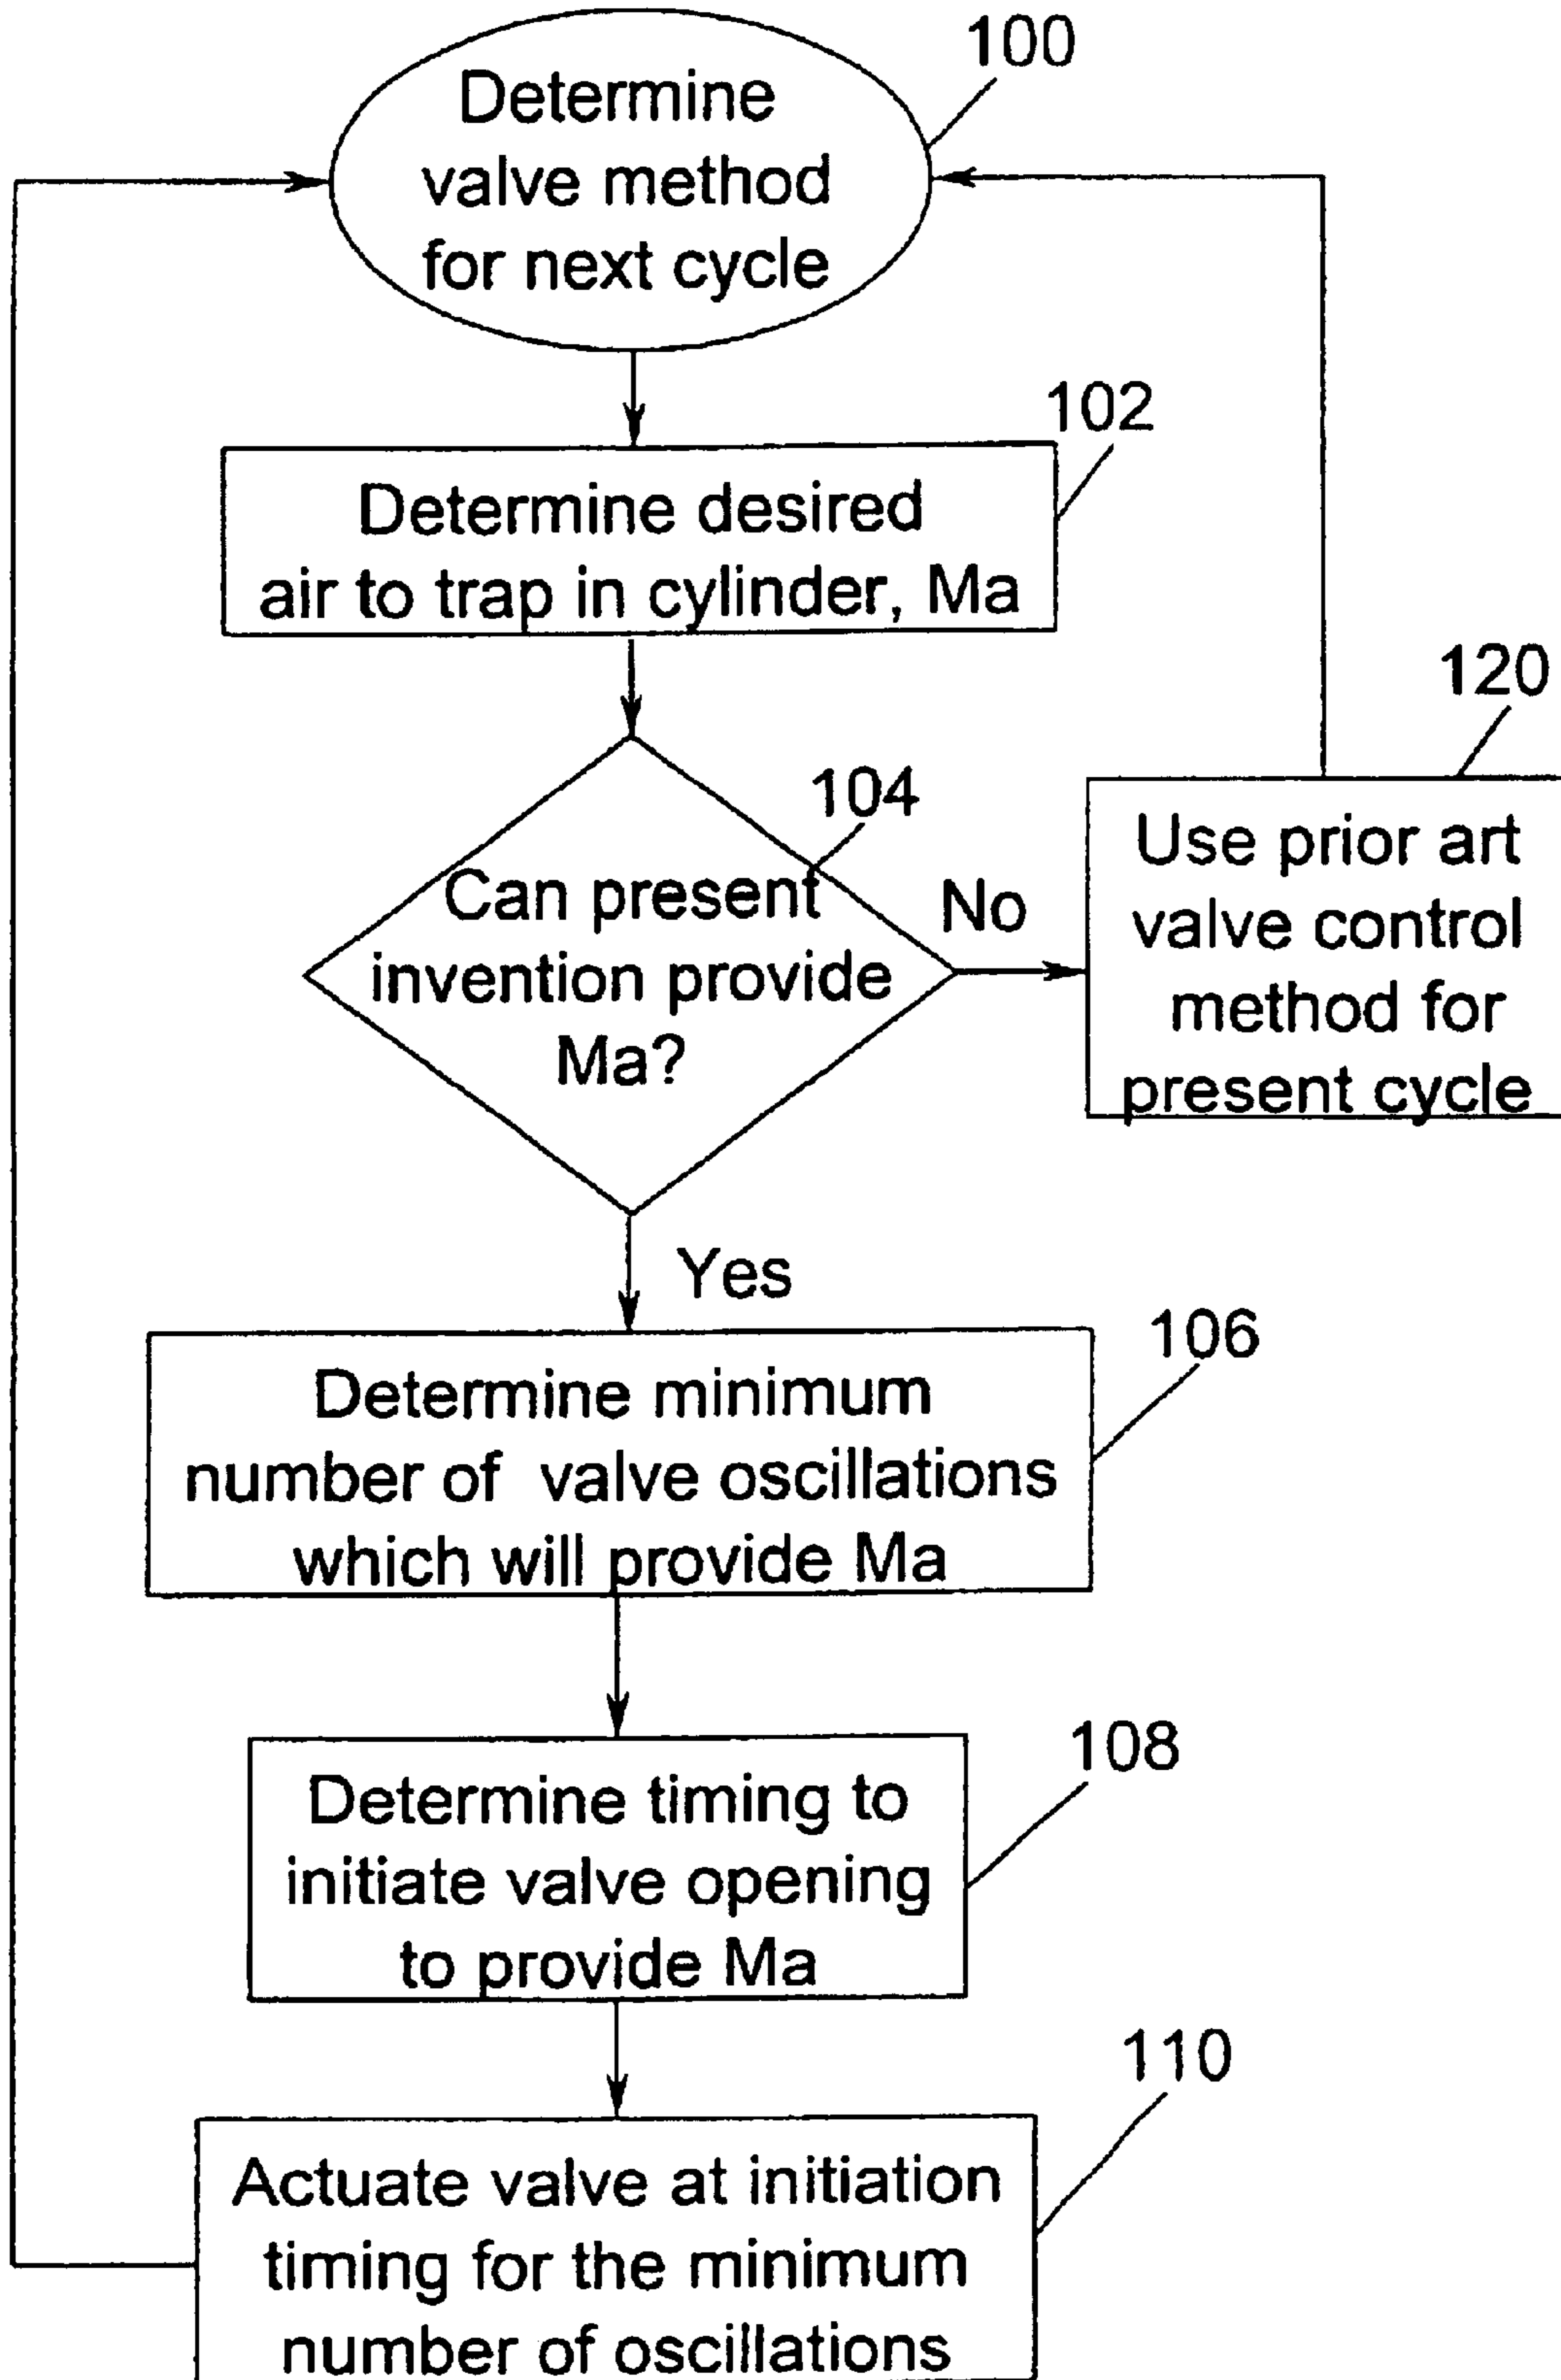 100
Determine
valve method
for next cycle
102
Determine desired
air to trap in cylinder, Ma
120
104
Can present
invention provide
Ma?
No
Use prior art
valve control
method for
present cycle
Yes
106
Determine minimum
number of valve oscillations
which will provide Ma
108
Determine timing to
initiate valve opening
to provide Ma
110
Actuate valve at initiation
timing for the minimum
number of oscillations